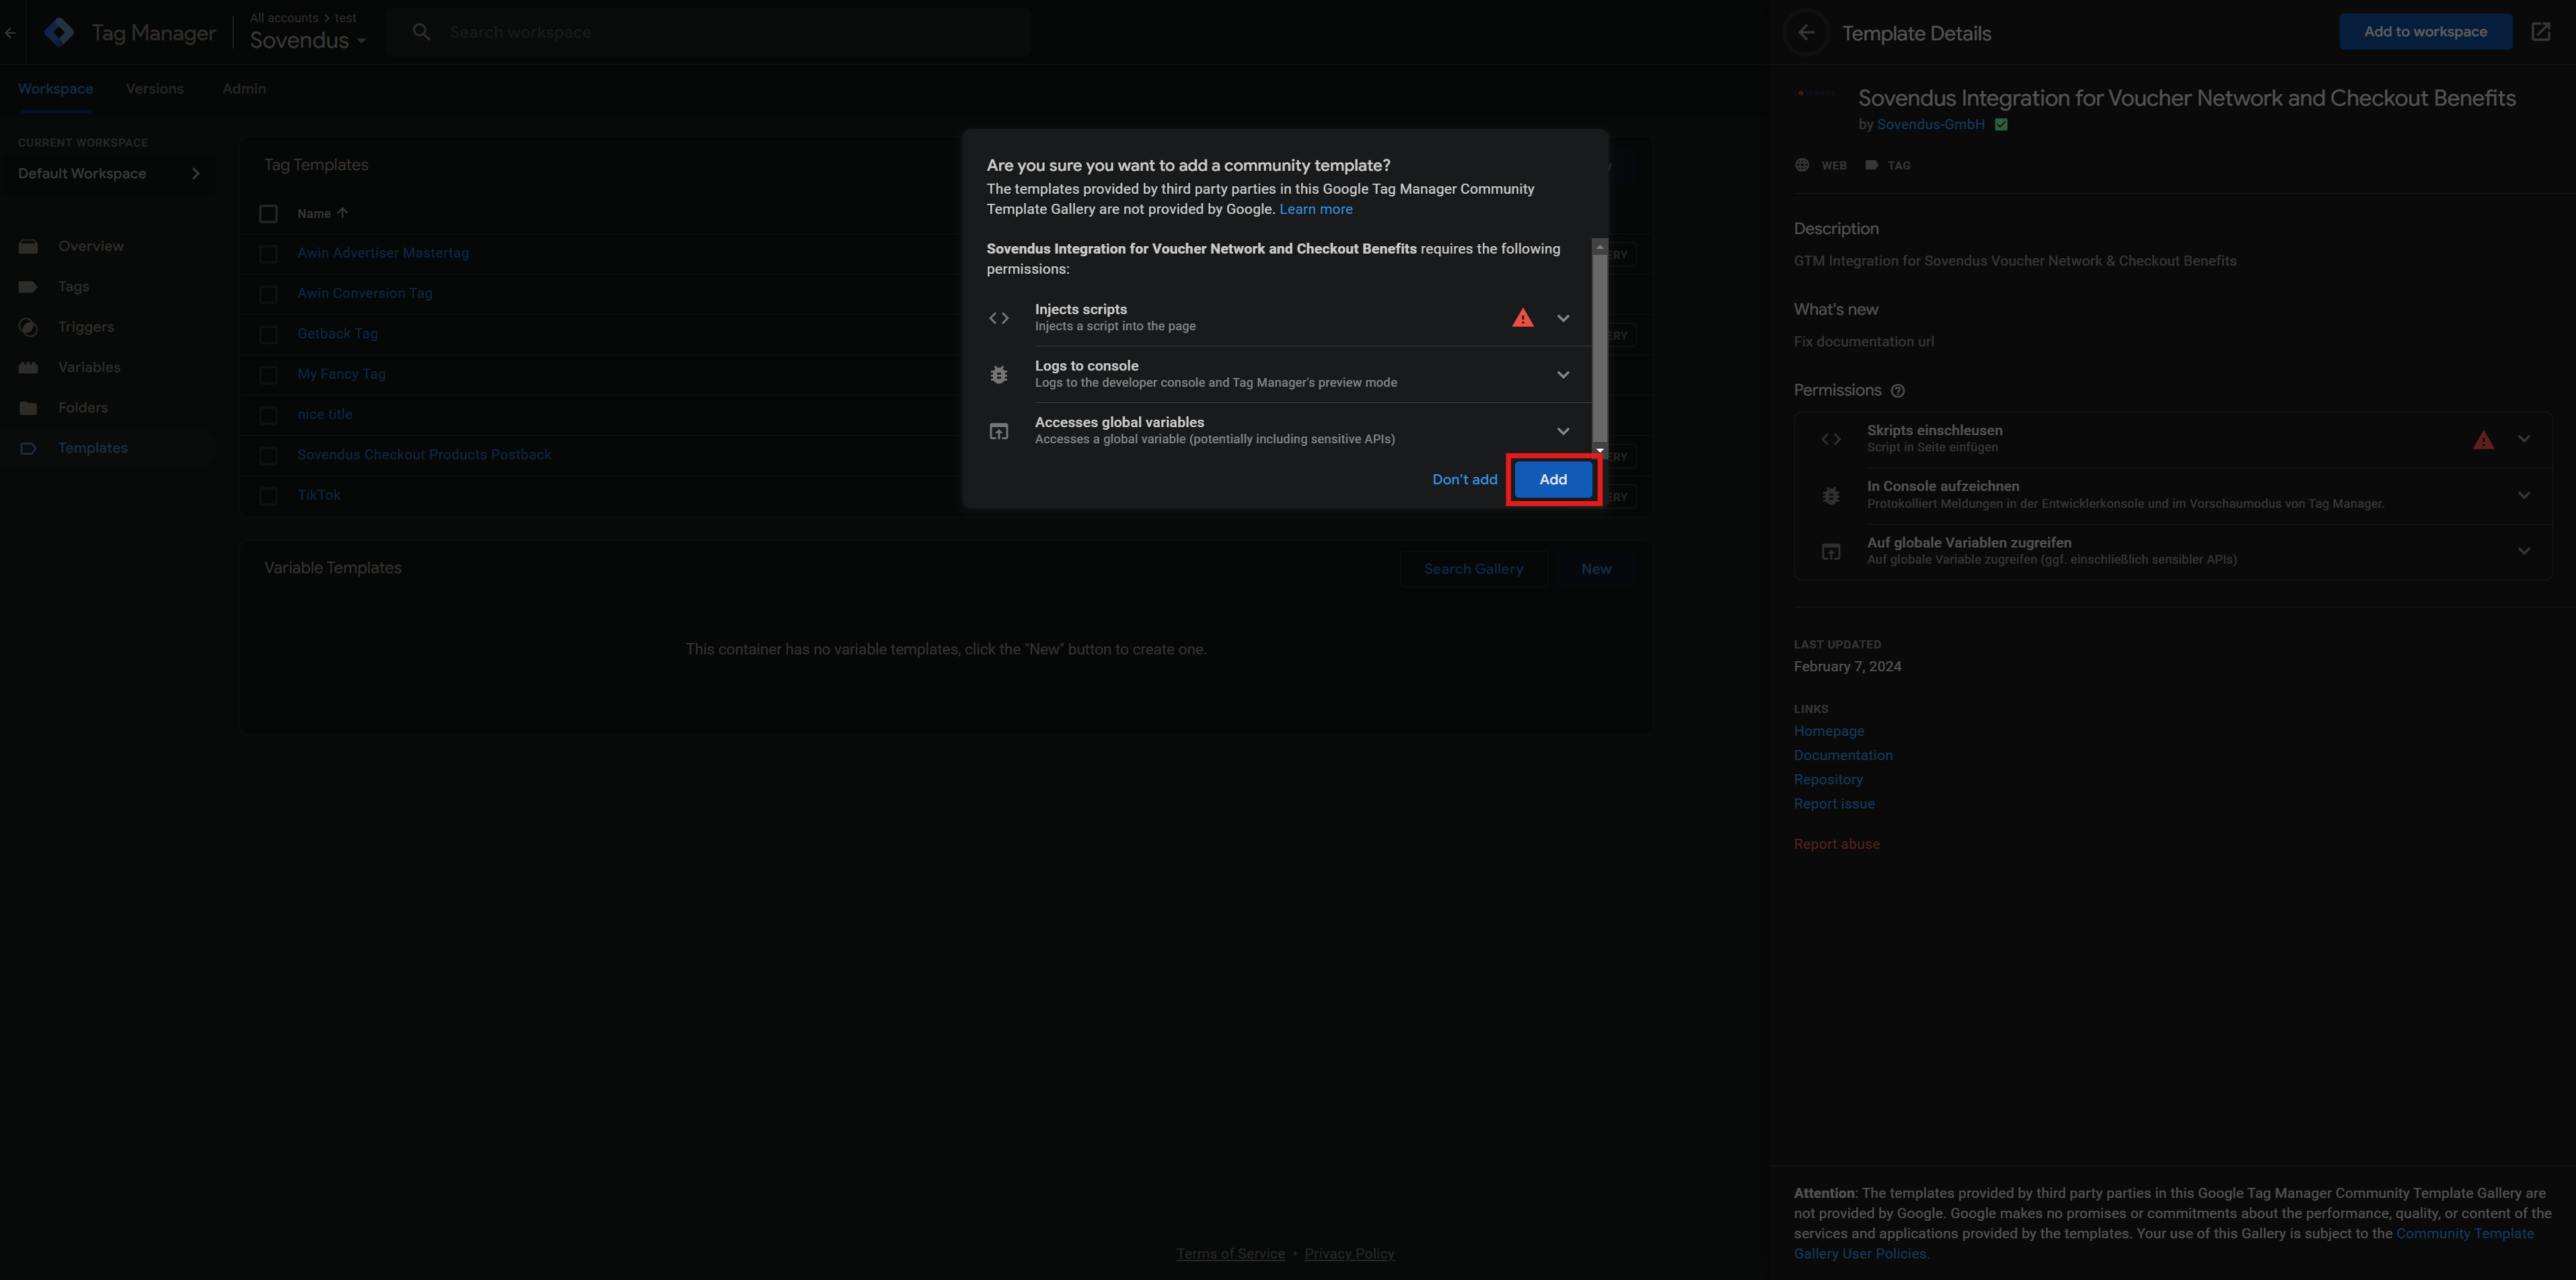 Tag Manager
All accounts > test
Sovendus
Search workspace
Workspace
Versions
Admin
CURRENT WORKSPACE
Default Workspace
Overview
Tags
Triggers
Variables
Folders
Templates
Tag Templates
Name
Awin Advertiser Mastertag
Awin Conversion Tag
Getback Tag
My Fancy Tag
nice title
Sovendus Checkout Products Postback
TikTok
Variable Templates
Search Gallery
New
This container has no variable templates, click the "New" button to create one.
Terms of Service • Privacy Policy
Are you sure you want to add a community template?
The templates provided by third party parties in this Google Tag Manager Community
Template Gallery are not provided by Google. Learn more
Sovendus Integration for Voucher Network and Checkout Benefits requires the following
permissions:
Injects scripts
Injects a script into the page
Logs to console
Logs to the developer console and Tag Manager's preview mode
Accesses global variables
Accesses a global variable (potentially including sensitive APIs)
Don't add
Add
Template Details
Add to workspace
Sovendus Integration for Voucher Network and Checkout Benefits
by Sovendus-GmbH
WEB
TAG
Description
GTM Integration for Sovendus Voucher Network & Checkout Benefits
What's new
Fix documentation url
Permissions
Skripts einschleusen
Script in Seite einfügen
In Console aufzeichnen
Protokolliert Meldungen in der Entwicklerkonsole und im Vorschaumodus von Tag Manager.
Auf globale Variablen zugreifen
Auf globale Variable zugreifen (ggf. einschließlich sensibler APIs)
LAST UPDATED
February 7, 2024
LINKS
Homepage
Documentation
Repository
Report issue
Report abuse
Attention: The templates provided by third party parties in this Google Tag Manager Community Template Gallery are
not provided by Google. Google makes no promises or commitments about the performance, quality, or content of the
services and applications provided by the templates. Your use of this Gallery is subject to the Community Template
Gallery User Policies.